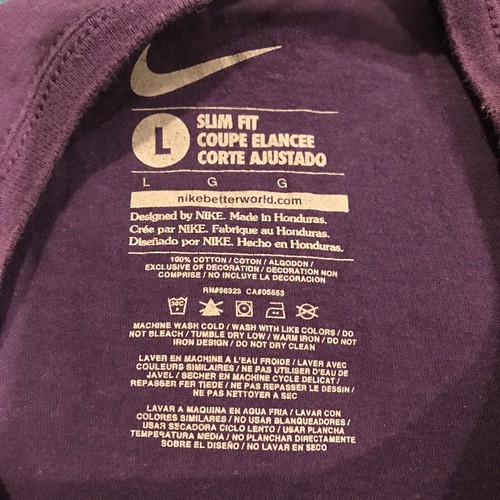 L
SLIM FIT
COUPE ELANCEE
CORTE AJUSTADO
L G G
nikebetterworld.com
Designed by NIKE. Made in Honduras.
Crée par NIKE. Fabrique au Honduras.
Diseñado por NIKE. Hecho en Honduras.
100% COTTON / COTON / ALGODON /
EXCLUSIVE OF DECORATION / DECORATION NON
COMPRISE / NO INCLUYE LA DECORACION
RN#56323 CA#05553
30C
MACHINE WASH COLD / WASH WITH LIKE COLORS / DO
NOT BLEACH / TUMBLE DRY LOW / WARM IRON / DO NOT
IRON DESIGN / DO NOT DRY CLEAN
LAVER EN MACHINE A L'EAU FROIDE / LAVER AVEC
COULEURS SIMILAIRES / NE PAS UTILISER D'EAU DE
JAVEL / SECHER EN MACHINE CYCLE DELICAT /
REPASSER FER TIEDE / NE PAS REPASSER LE DESSIN /
NE PAS NETTOYER A SEC
LAVAR A MAQUINA EN AQUA FRIA / LAVAR CON
COLORES SIMILARES / NO USAR BLANQUEADORES /
USAR SECADORA CICLO LENTO / USAR PLANCHA
TEMPERATURA MEDIA / NO PLANCHAR DIRECTAMENTE
SOBRE EL DISEÑO / NO LAVAR EN SECO